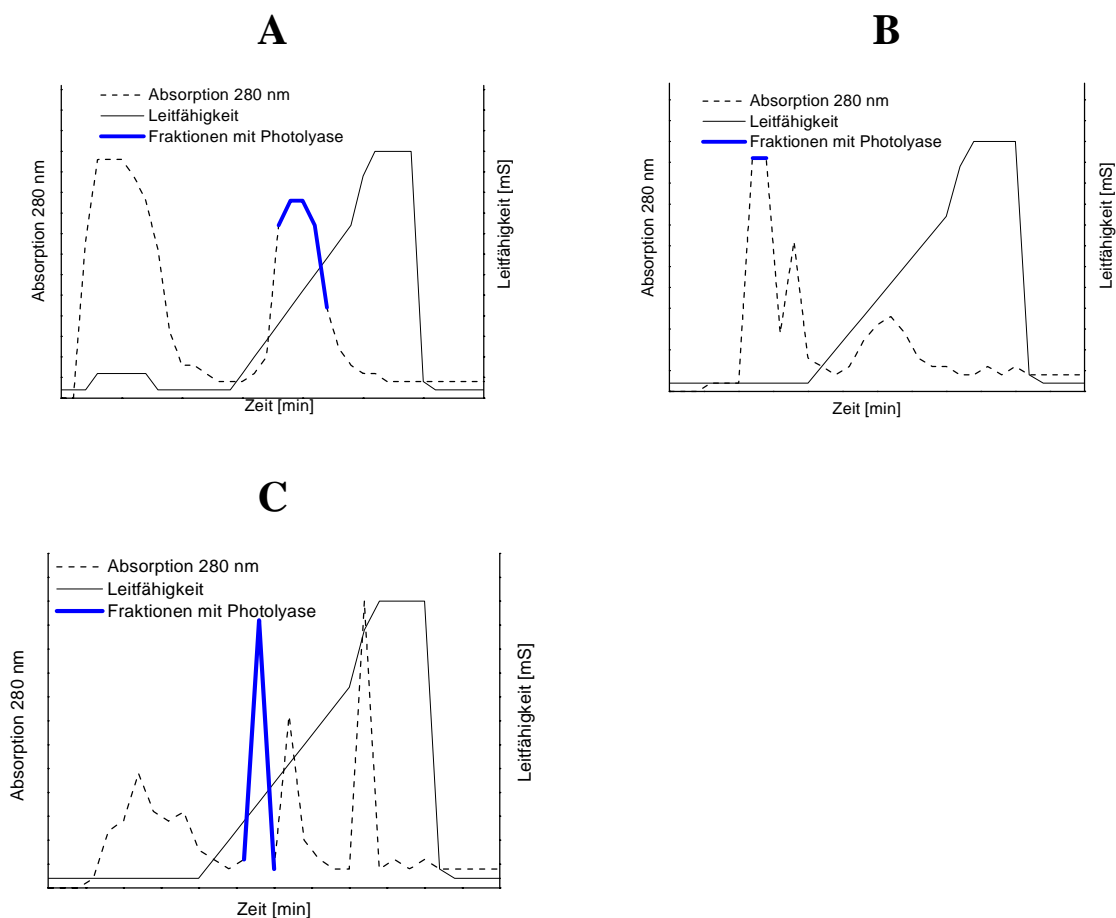 A
Absorption 280 nm
Leitfähigkeit
Fraktionen mit Photolyase
Absorption 280 nm
Leitfähigkeit [mS]
Zeit [min]
B
Absorption 280 nm
Leitfähigkeit
Fraktionen mit Photolyase
Absorption 280 nm
Leitfähigkeit [mS]
Zeit [min]
C
Absorption 280 nm
Leitfähigkeit
Fraktionen mit Photolyase
Absorption 280 nm
Leitfähigkeit [mS]
Zeit [min]